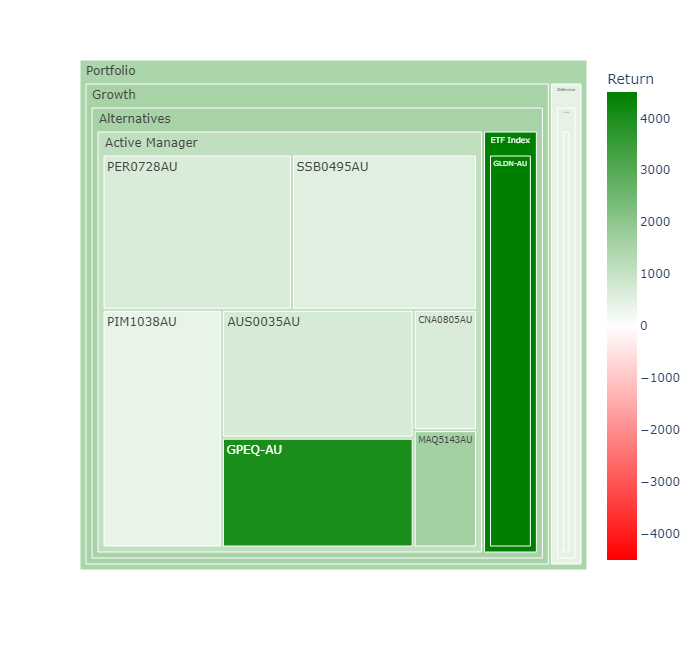 Portfolio
Growth
Defensive
Alternatives
Active Manager
ETF Index
PER0728AU
SSB0495AU
GLDN-AU
PIM1038AU
AUS0035AU
CNA0805AU
GPEQ-AU
MAQ5143AU
Return
4000
3000
2000
1000
0
−1000
−2000
−3000
−4000